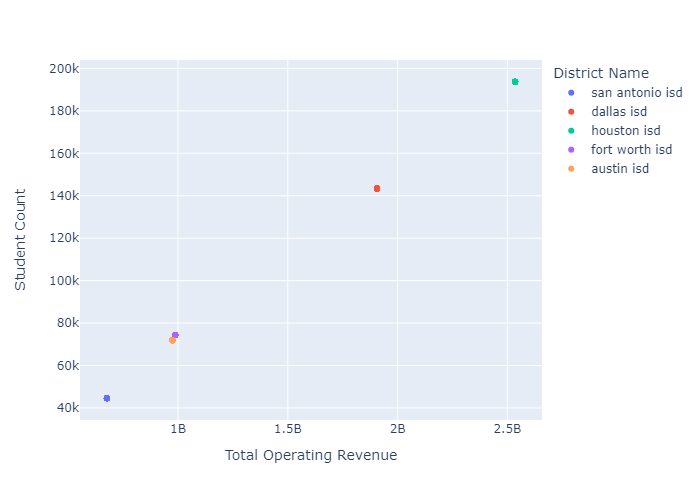 200k
180k
160k
140k
120k
100k
80k
60k
40k
1B
1.5B
2B
2.5B
Student Count
Total Operating Revenue
District Name
san antonio isd
dallas isd
houston isd
fort worth isd
austin isd